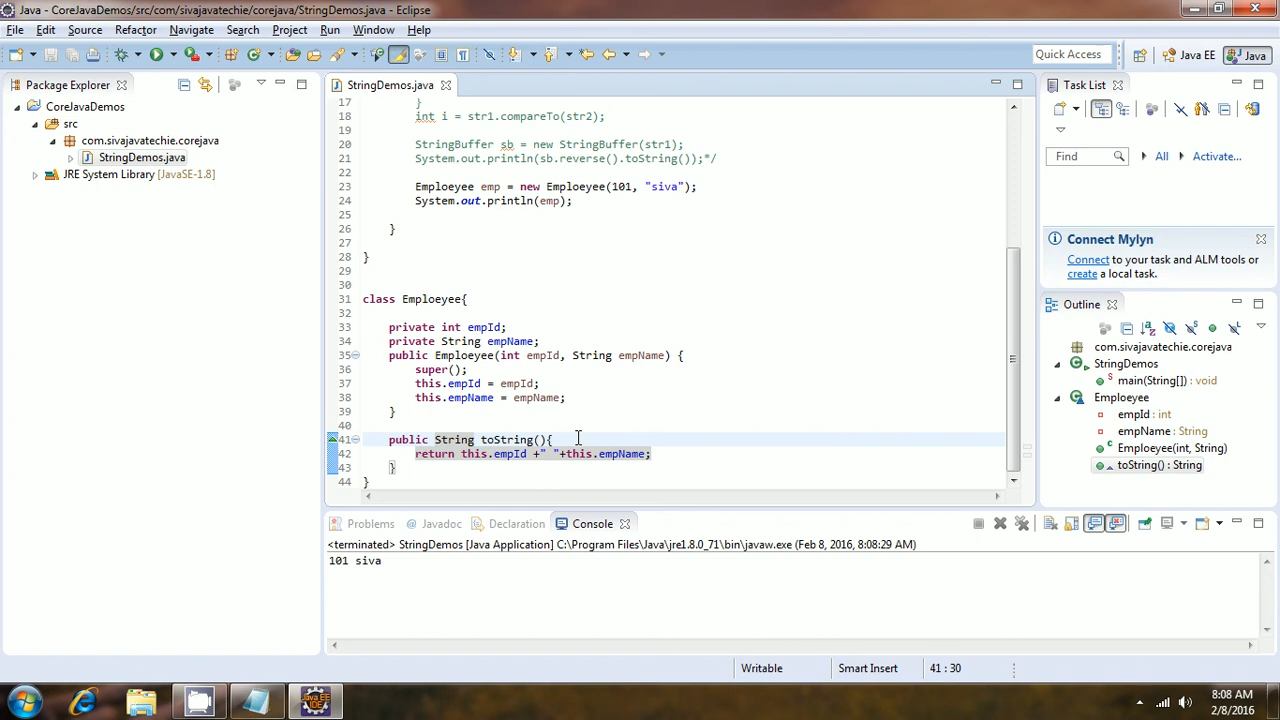 Java - CoreJavaDemos/src/com/sivajavatechie/corejava/StringDemos.java - Eclipse
File Edit Source Refactor Navigate Search Project Run Window Help
Quick Access Java EE Java
Package Explorer
CoreJavaDemos
src
com.sivajavatechie.corejava
StringDemos.java
JRE System Library [JavaSE-1.8]
StringDemos.java
17 }
18 int i = str1.compareTo(str2);
19
20 StringBuffer sb = new StringBuffer(str1);
21 System.out.println(sb.reverse().toString());*/
22
23 Emploeyee emp = new Emploeyee(101, "siva");
24 System.out.println(emp);
25
26 }
27
28 }
29
30
31 class Emploeyee{
32
33 private int empId;
34 private String empName;
35 public Emploeyee(int empId, String empName) {
36 super();
37 this.empId = empId;
38 this.empName = empName;
39 }
40
41 public String toString(){
42 return this.empId +" "+this.empName;
43 }
44 }
Task List
Find All Activate...
Connect Mylyn
Connect to your task and ALM tools or
create a local task.
Outline
com.sivajavatechie.corejava
StringDemos
main(String[]) : void
Emploeyee
empId : int
empName : String
Emploeyee(int, String)
toString() : String
Problems Javadoc Declaration Console
<terminated> StringDemos [Java Application] C:\Program Files\Java\jre1.8.0_71\bin\javaw.exe (Feb 8, 2016, 8:08:29 AM)
101 siva
Writable Smart Insert 41 : 30
Java EE
IDE
8:08 AM
2/8/2016